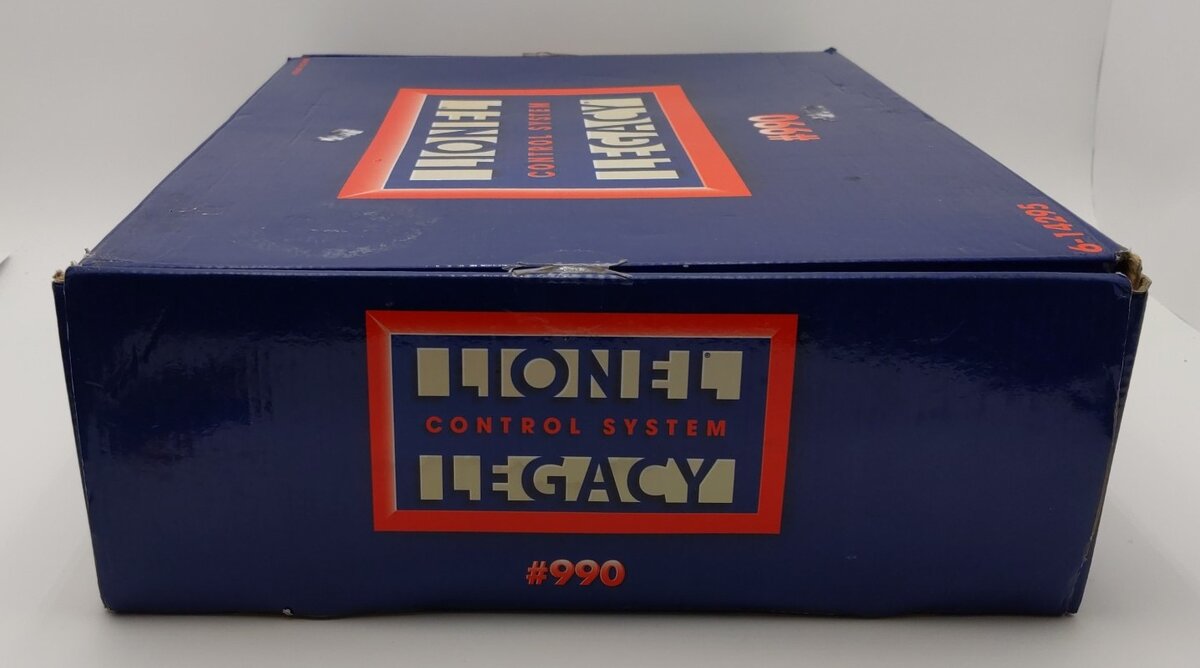 LIONEL
CONTROL SYSTEM
LEGACY
#990
6-14295
LIONEL®
CONTROL SYSTEM
LEGACY
#990